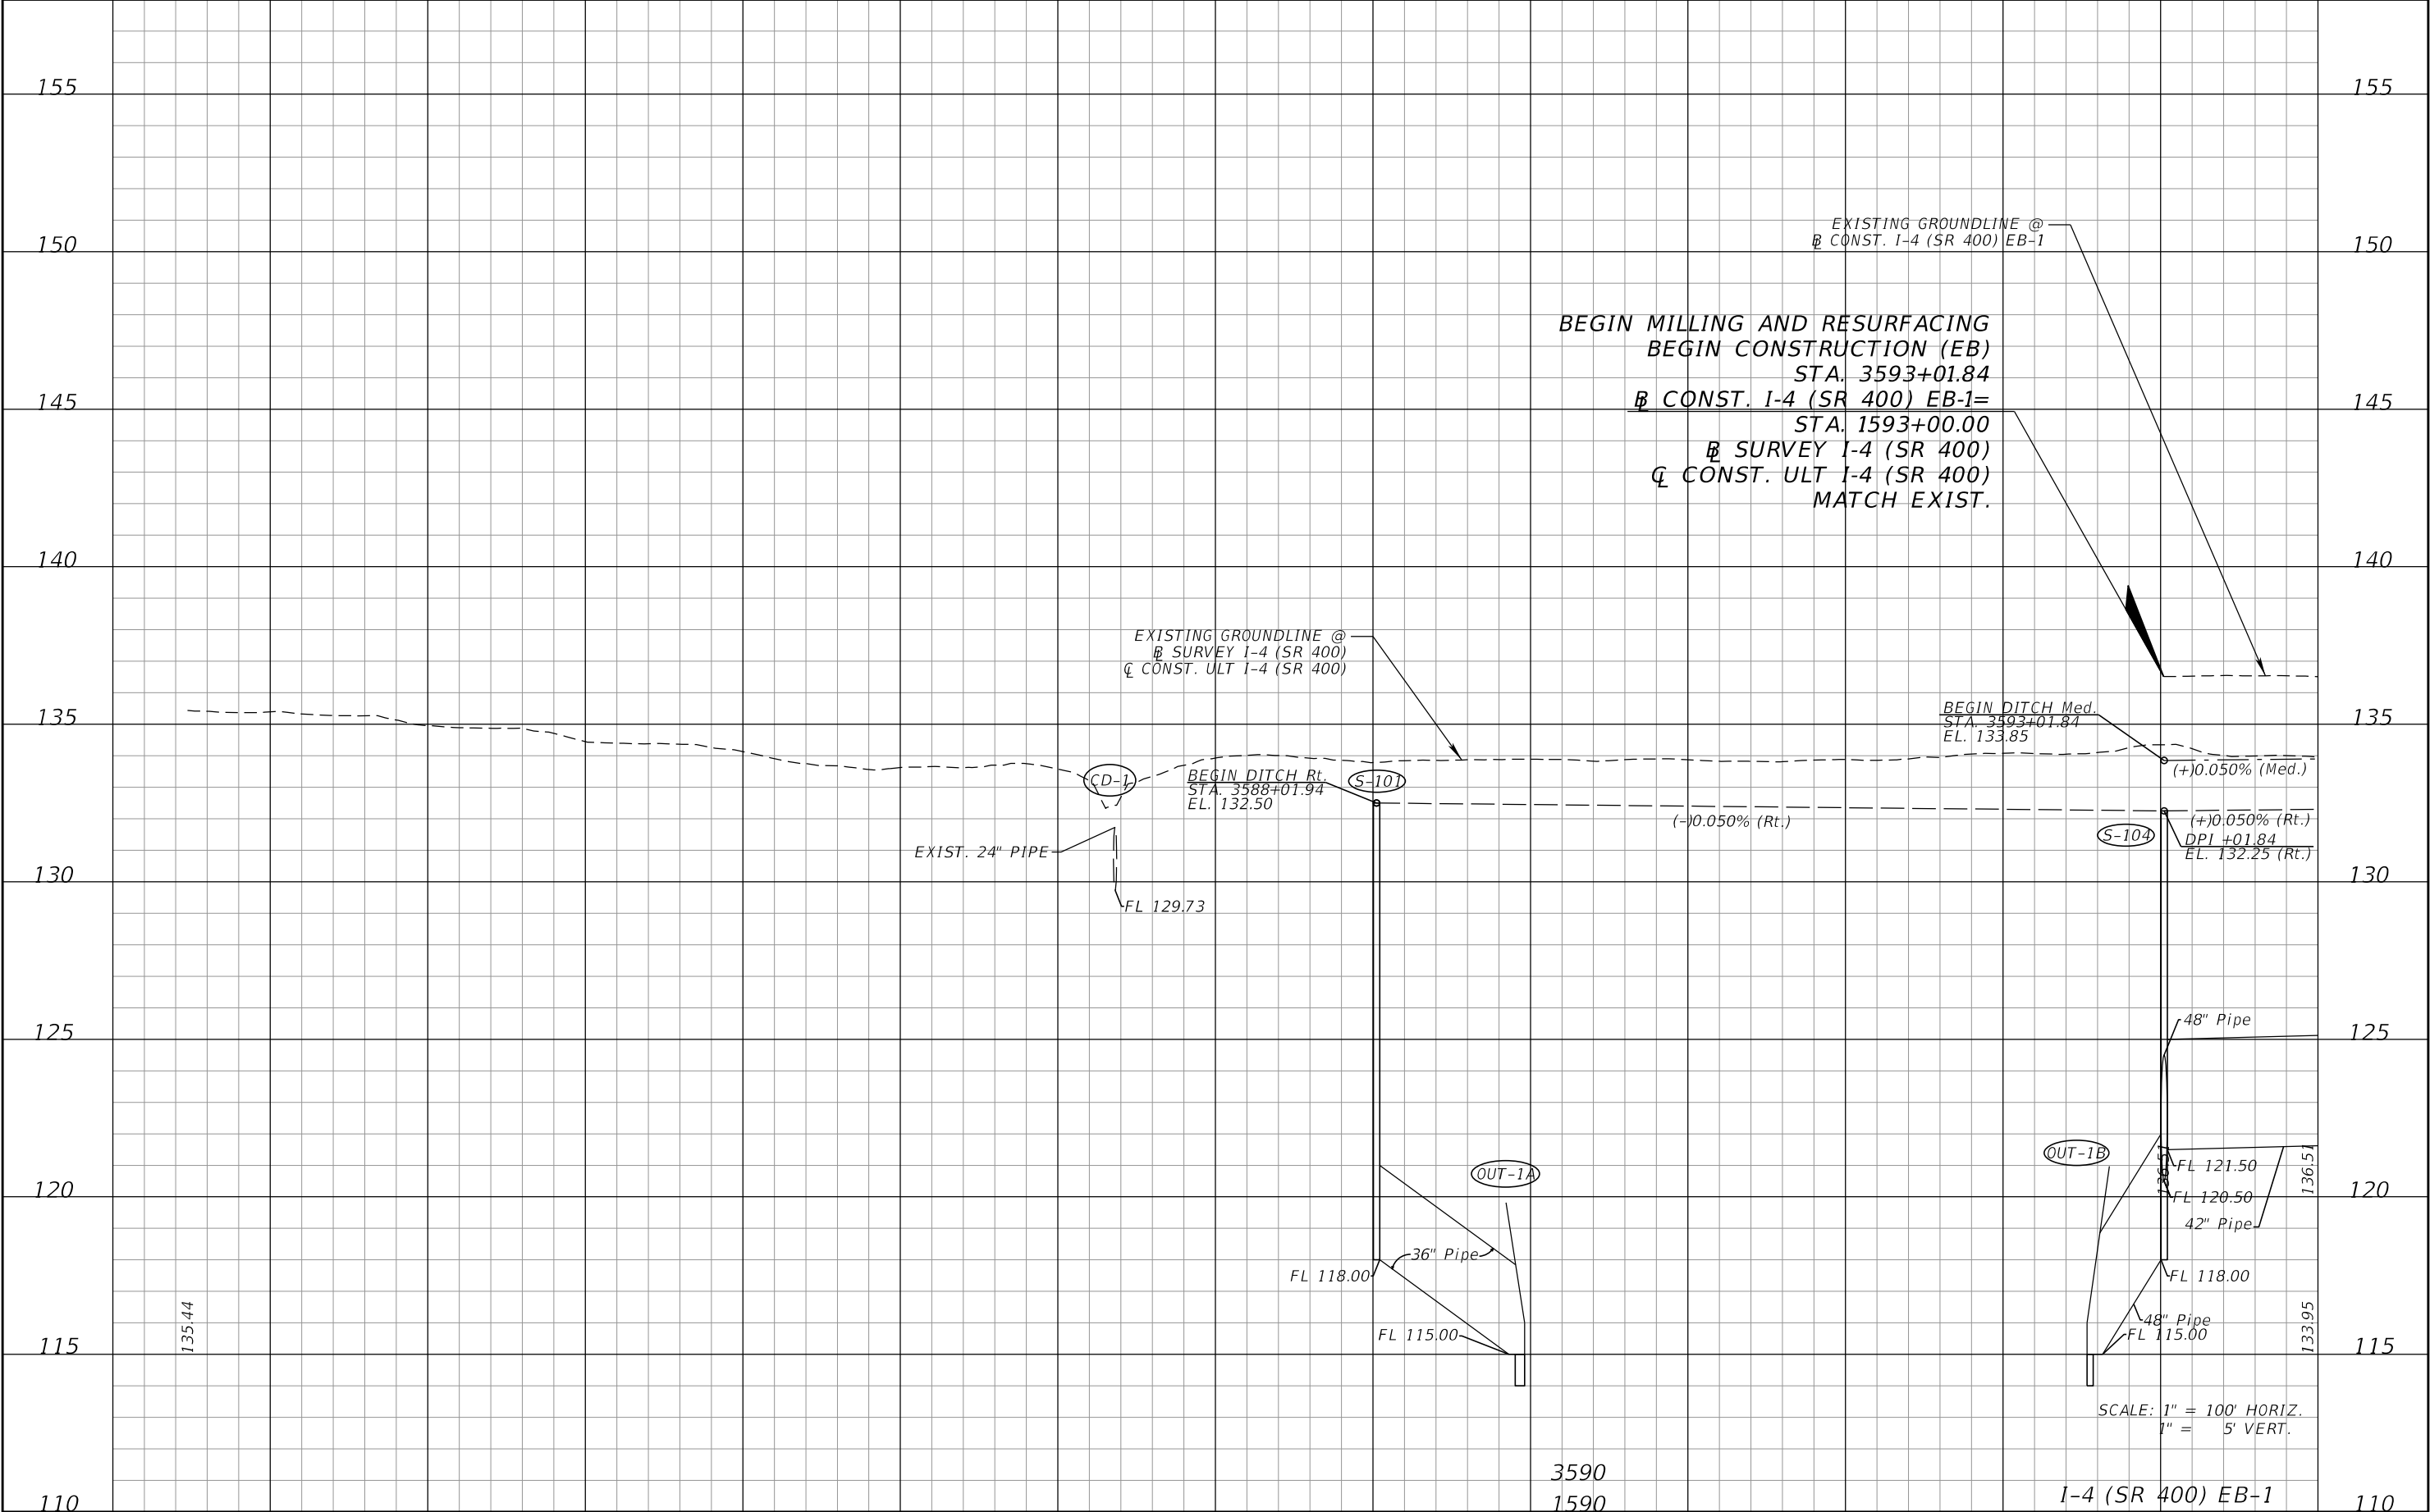 155
155
150
150
EXISTING GROUNDLINE @
B CONST. I-4 (SR 400) EB-1
BEGIN MILLING AND RESURFACING
BEGIN CONSTRUCTION (EB)
STA. 3593+01.84
B CONST. I-4 (SR 400) EB-1=
STA. 1593+00.00
B SURVEY I-4 (SR 400)
C CONST. ULT I-4 (SR 400)
MATCH EXIST.
145
145
140
140
EXISTING GROUNDLINE @
B SURVEY I-4 (SR 400)
C CONST. ULT I-4 (SR 400)
135
135
BEGIN DITCH Med.
STA. 3593+01.84
EL. 133.85
(+)0.050% (Med.)
CD-1
BEGIN DITCH Rt.
STA. 3588+01.94
EL. 132.50
S-101
(-)0.050% (Rt.)
(+)0.050% (Rt.)
S-104
DPI +01.84
EL. 132.25 (Rt.)
EXIST. 24" PIPE
FL 129.73
130
130
125
125
48" Pipe
OUT-1A
OUT-1B
136.51
136.51
FL 121.50
FL 120.50
42" Pipe
120
120
36" Pipe
FL 118.00
FL 118.00
48" Pipe
FL 115.00
FL 115.00
135.44
133.95
115
115
SCALE: 1" = 100' HORIZ.
1" = 5' VERT.
3590
1590
I-4 (SR 400) EB-1
110
110